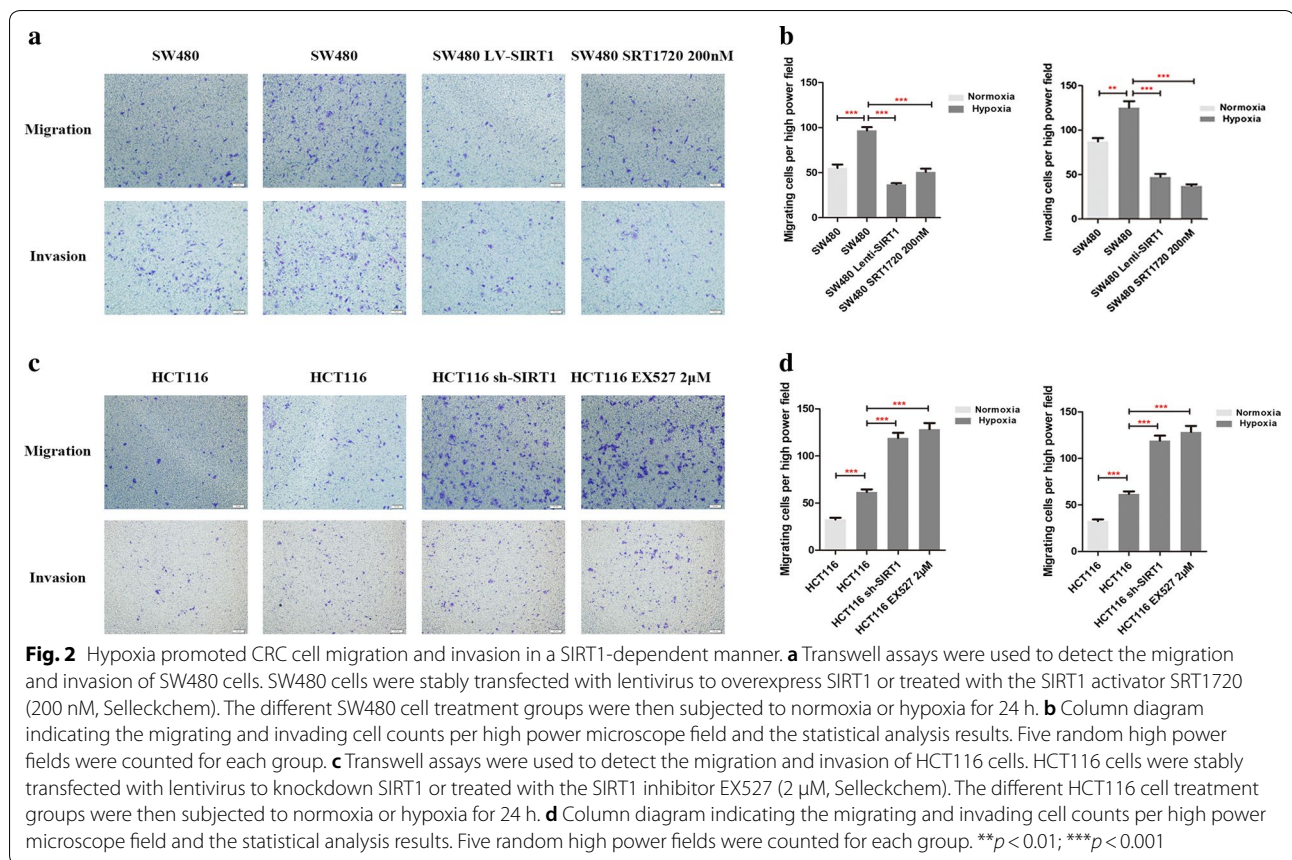 a
SW480 SW480 SW480 LV-SIRT1 SW480 SRT1720 200nM
Migration
Invasion
b
Migrating cells per high power field
150
100
50
0
***
***
***
Normoxia
Hypoxia
SW480
SW480
SW480 Lenti-SIRT1
SW480 SRT1720 200nM
Invading cells per high power field
150
100
50
0
**
***
***
Normoxia
Hypoxia
SW480
SW480
SW480 Lenti-SIRT1
SW480 SRT1720 200nM
c
HCT116 HCT116 HCT116 sh-SIRT1 HCT116 EX527 2μM
Migration
Invasion
d
Migrating cells per high power field
150
100
50
0
***
***
***
Normoxia
Hypoxia
HCT116
HCT116
HCT116 sh-SIRT1
HCT116 EX527 2μM
Migrating cells per high power field
150
100
50
0
***
***
***
Normoxia
Hypoxia
HCT116
HCT116
HCT116 sh-SIRT1
HCT116 EX527 2μM
Fig. 2 Hypoxia promoted CRC cell migration and invasion in a SIRT1-dependent manner. a Transwell assays were used to detect the migration
and invasion of SW480 cells. SW480 cells were stably transfected with lentivirus to overexpress SIRT1 or treated with the SIRT1 activator SRT1720
(200 nM, Selleckchem). The different SW480 cell treatment groups were then subjected to normoxia or hypoxia for 24 h. b Column diagram
indicating the migrating and invading cell counts per high power microscope field and the statistical analysis results. Five random high power
fields were counted for each group. c Transwell assays were used to detect the migration and invasion of HCT116 cells. HCT116 cells were stably
transfected with lentivirus to knockdown SIRT1 or treated with the SIRT1 inhibitor EX527 (2 μM, Selleckchem). The different HCT116 cell treatment
groups were then subjected to normoxia or hypoxia for 24 h. d Column diagram indicating the migrating and invading cell counts per high power
microscope field and the statistical analysis results. Five random high power fields were counted for each group. **p < 0.01; ***p < 0.001